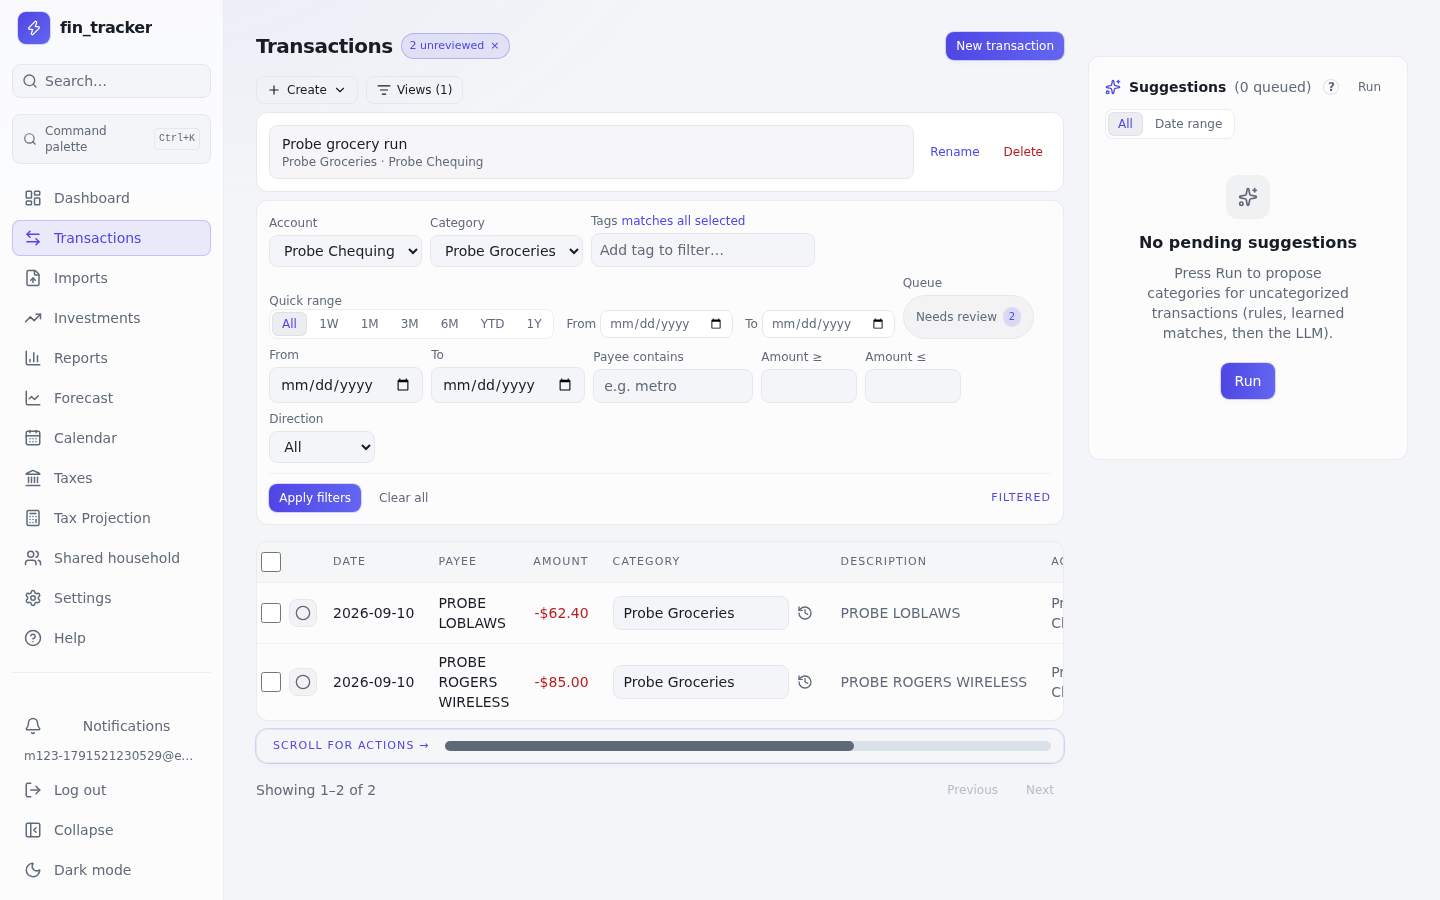 fin_tracker
Search...
Command
palette
Ctrl+K
Dashboard
Transactions
Imports
Investments
Reports
Forecast
Calendar
Taxes
Tax Projection
Shared household
Settings
Help
Notifications
m123-1791521230529@e...
Log out
Collapse
Dark mode
Transactions
2 unreviewed ×
New transaction
+ Create
Views (1)
Probe grocery run
Probe Groceries · Probe Chequing
Rename
Delete
Account
Category
Tags matches all selected
Probe Chequing
Probe Groceries
Add tag to filter...
Quick range
Queue
All
1W
1M
3M
6M
YTD
1Y
From mm/dd/yyyy
To mm/dd/yyyy
Needs review 2
From
To
Payee contains
Amount ≥
Amount ≤
mm/dd/yyyy
mm/dd/yyyy
e.g. metro
Direction
All
Apply filters
Clear all
FILTERED
DATE
PAYEE
AMOUNT
CATEGORY
DESCRIPTION
2026-09-10
PROBE
LOBLAWS
-$62.40
Probe Groceries
PROBE LOBLAWS
2026-09-10
PROBE
ROGERS
WIRELESS
-$85.00
Probe Groceries
PROBE ROGERS WIRELESS
SCROLL FOR ACTIONS →
Showing 1–2 of 2
Previous
Next
Suggestions (0 queued)
?
Run
All
Date range
No pending suggestions
Press Run to propose
categories for uncategorized
transactions (rules, learned
matches, then the LLM).
Run